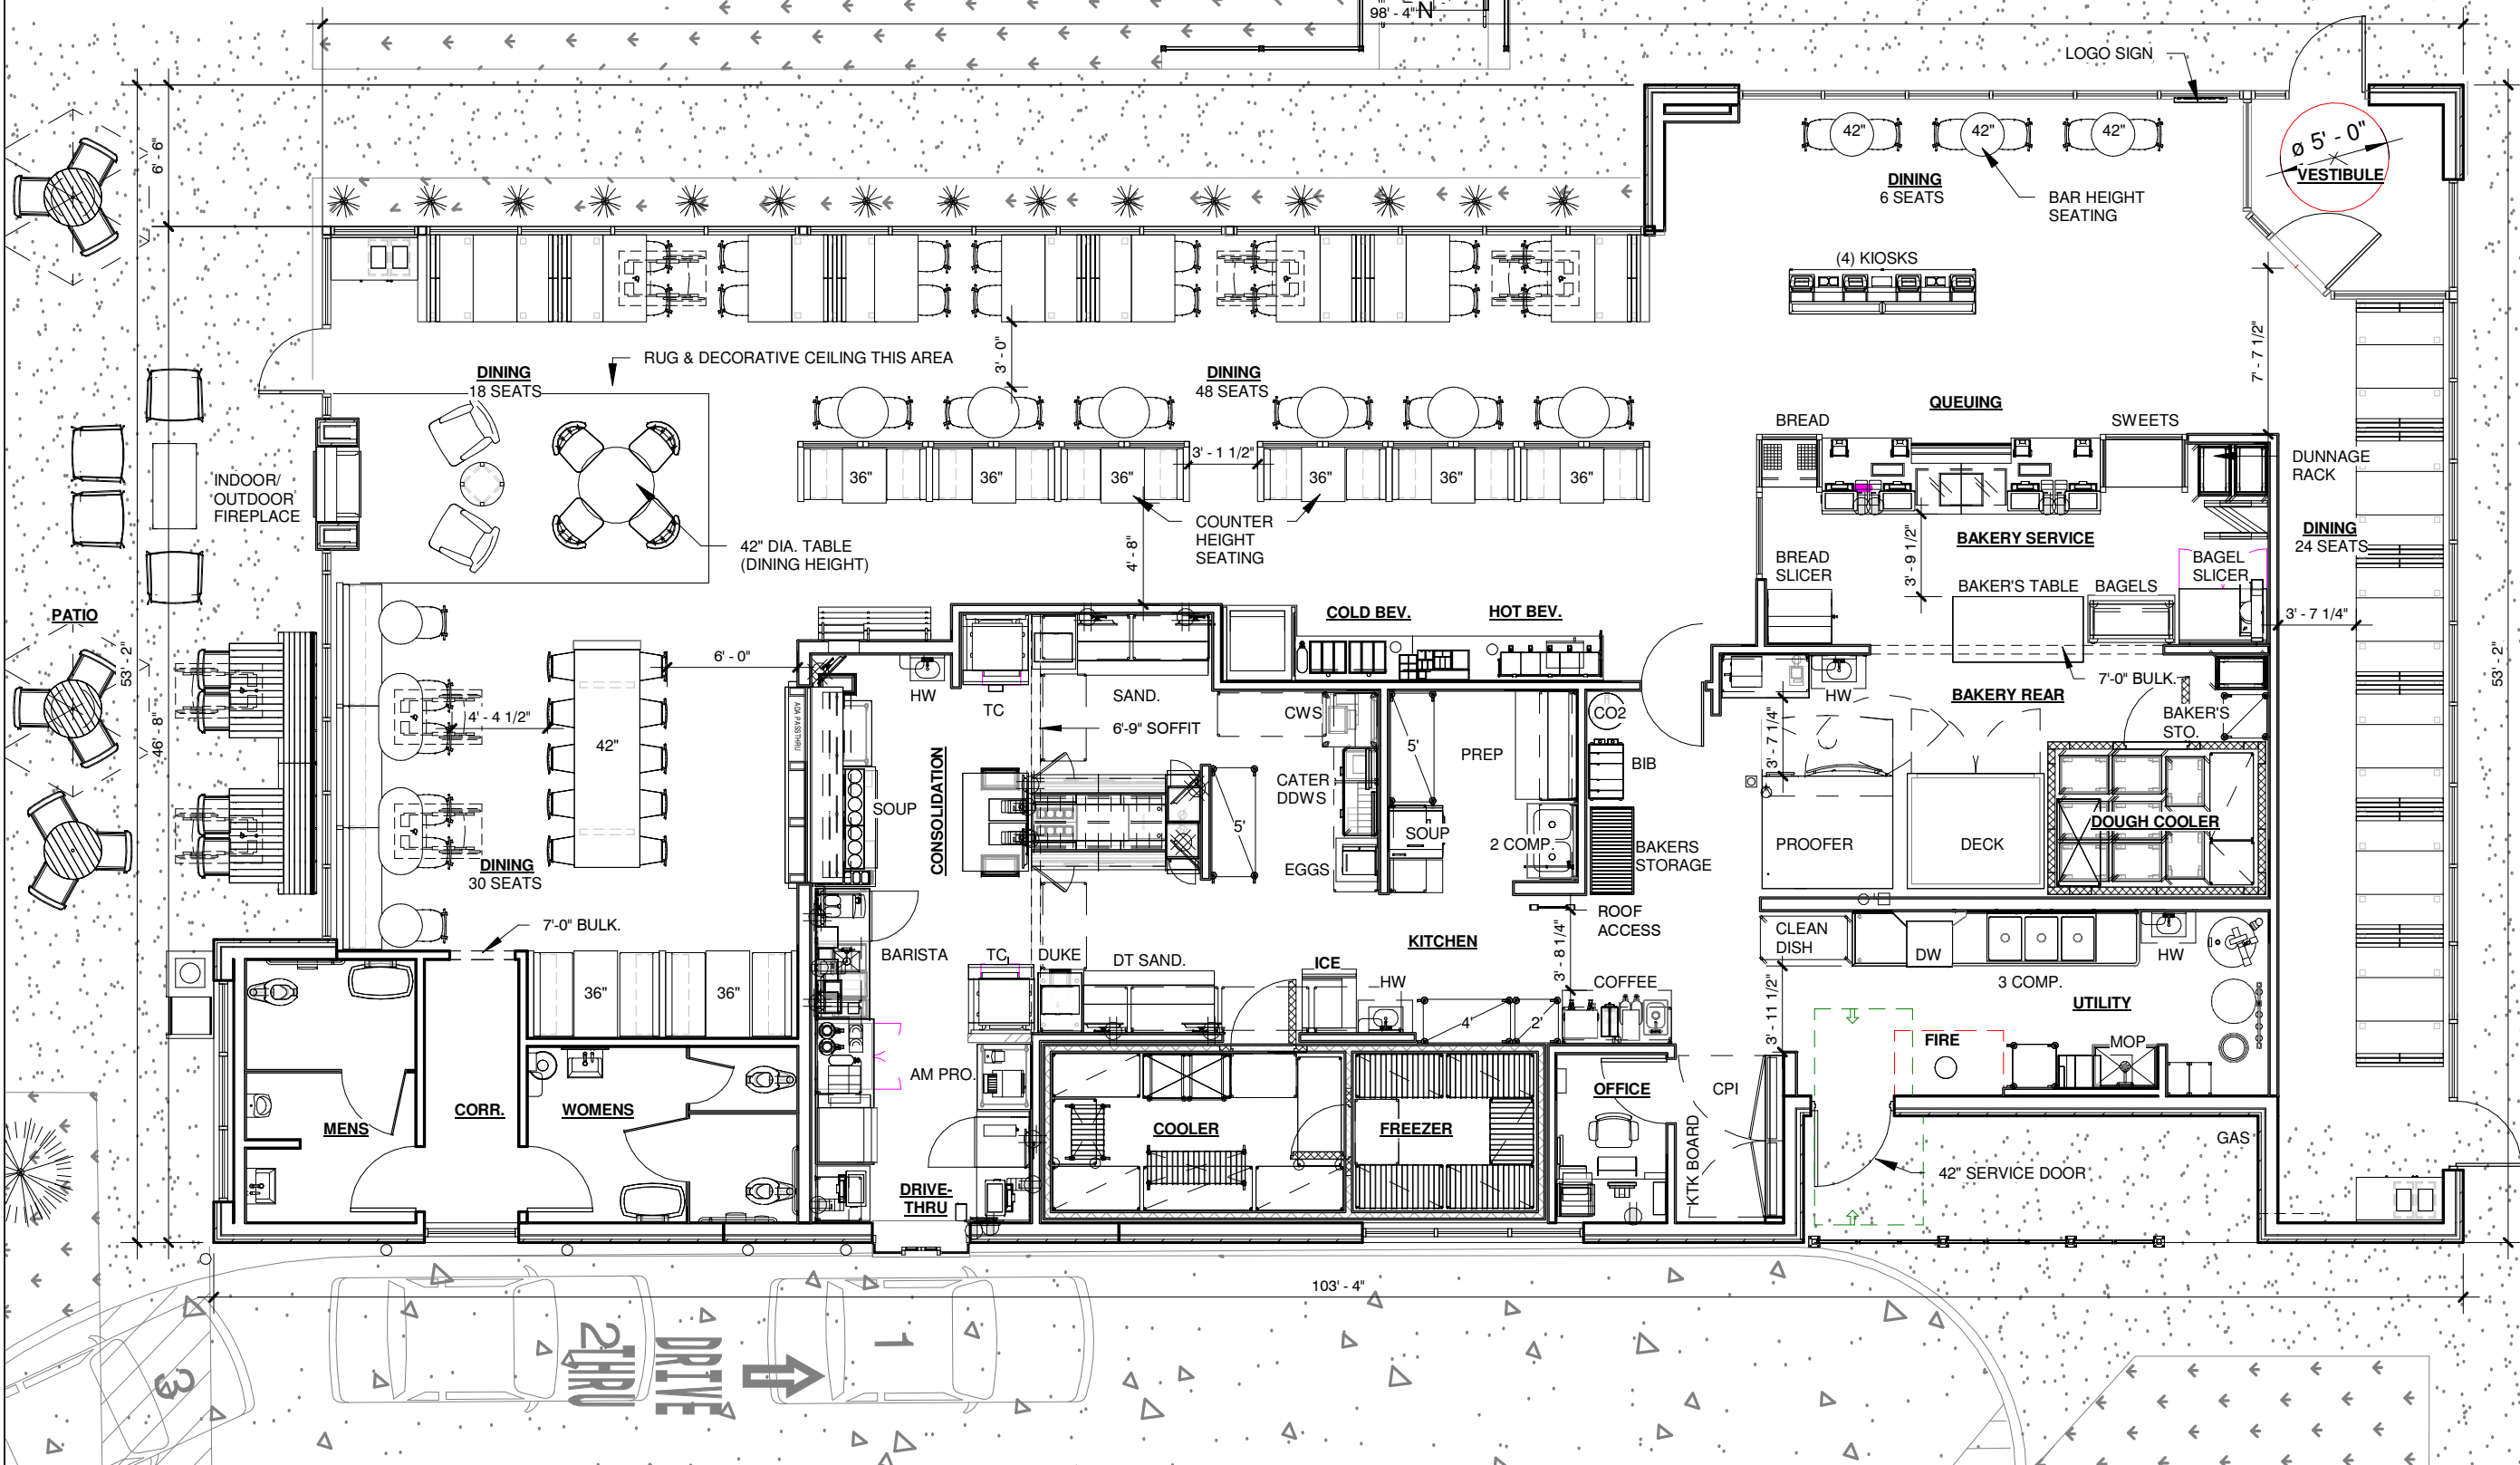 98' - 4"
N
LOGO SIGN
6' - 6"
42"
42"
42"
ø 5' - 0"
VESTIBULE
DINING
6 SEATS
BAR HEIGHT
SEATING
(4) KIOSKS
7' - 7 1/2"
RUG & DECORATIVE CEILING THIS AREA
3' - 0"
DINING
18 SEATS
DINING
48 SEATS
QUEUING
BREAD
SWEETS
3' - 1 1/2"
36"
36"
36"
36"
36"
36"
DUNNAGE
RACK
INDOOR/
OUTDOOR
FIREPLACE
COUNTER
HEIGHT
SEATING
42" DIA. TABLE
(DINING HEIGHT)
4' - 8"
BAKERY SERVICE
3' - 9 1/2"
DINING
24 SEATS
BREAD
SLICER
BAGEL
SLICER
BAKER'S TABLE
BAGELS
PATIO
COLD BEV.
HOT BEV.
3' - 7 1/4"
53' - 2"
46' - 8"
53' - 2"
6' - 0"
HW
TC
SAND.
6'-9" SOFFIT
CWS
CO2
5'
PREP
BIB
HW
BAKERY REAR
7'-0" BULK.
BAKER'S
STO.
3' - 7 1/4"
4' - 4 1/2"
42"
ADA PASSTHRU
CONSOLIDATION
SOUP
5'
CATER
DDWS
SOUP
2 COMP.
EGGS
BAKERS
STORAGE
PROOFER
DECK
DOUGH COOLER
DINING
30 SEATS
7'-0" BULK.
ROOF
ACCESS
CLEAN
DISH
BARISTA
TC
DUKE
DT SAND.
KITCHEN
ICE
HW
3' - 8 1/4"
COFFEE
DW
3 COMP.
HW
UTILITY
36"
36"
4'
2'
3' - 11 1/2"
FIRE
MOP
AM PRO.
OFFICE
CPI
MENS
CORR.
WOMENS
COOLER
FREEZER
KTK BOARD
GAS
42" SERVICE DOOR
DRIVE-
THRU
103' - 4"
1
2
3
DRIVE
THRU